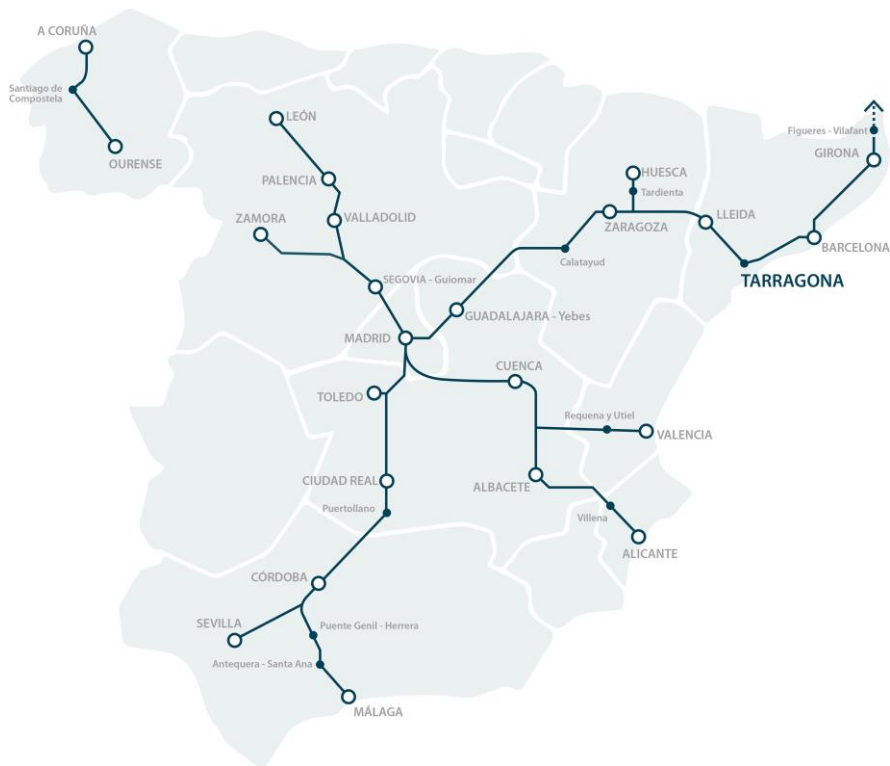 A CORUÑA
Santiago de
Compostela
OURENSE
LEÓN
PALENCIA
ZAMORA
VALLADOLID
SEGOVIA - Guiomar
MADRID
GUADALAJARA - Yebes
HUESCA
Tardienta
ZARAGOZA
Calatayud
LLEIDA
Figueres - Vilafant
GIRONA
BARCELONA
TARRAGONA
TOLEDO
CUENCA
Requena y Utiel
VALENCIA
CIUDAD REAL
ALBACETE
Puertollano
Villena
ALICANTE
CÓRDOBA
SEVILLA
Puente Genil - Herrera
Antequera - Santa Ana
MÁLAGA